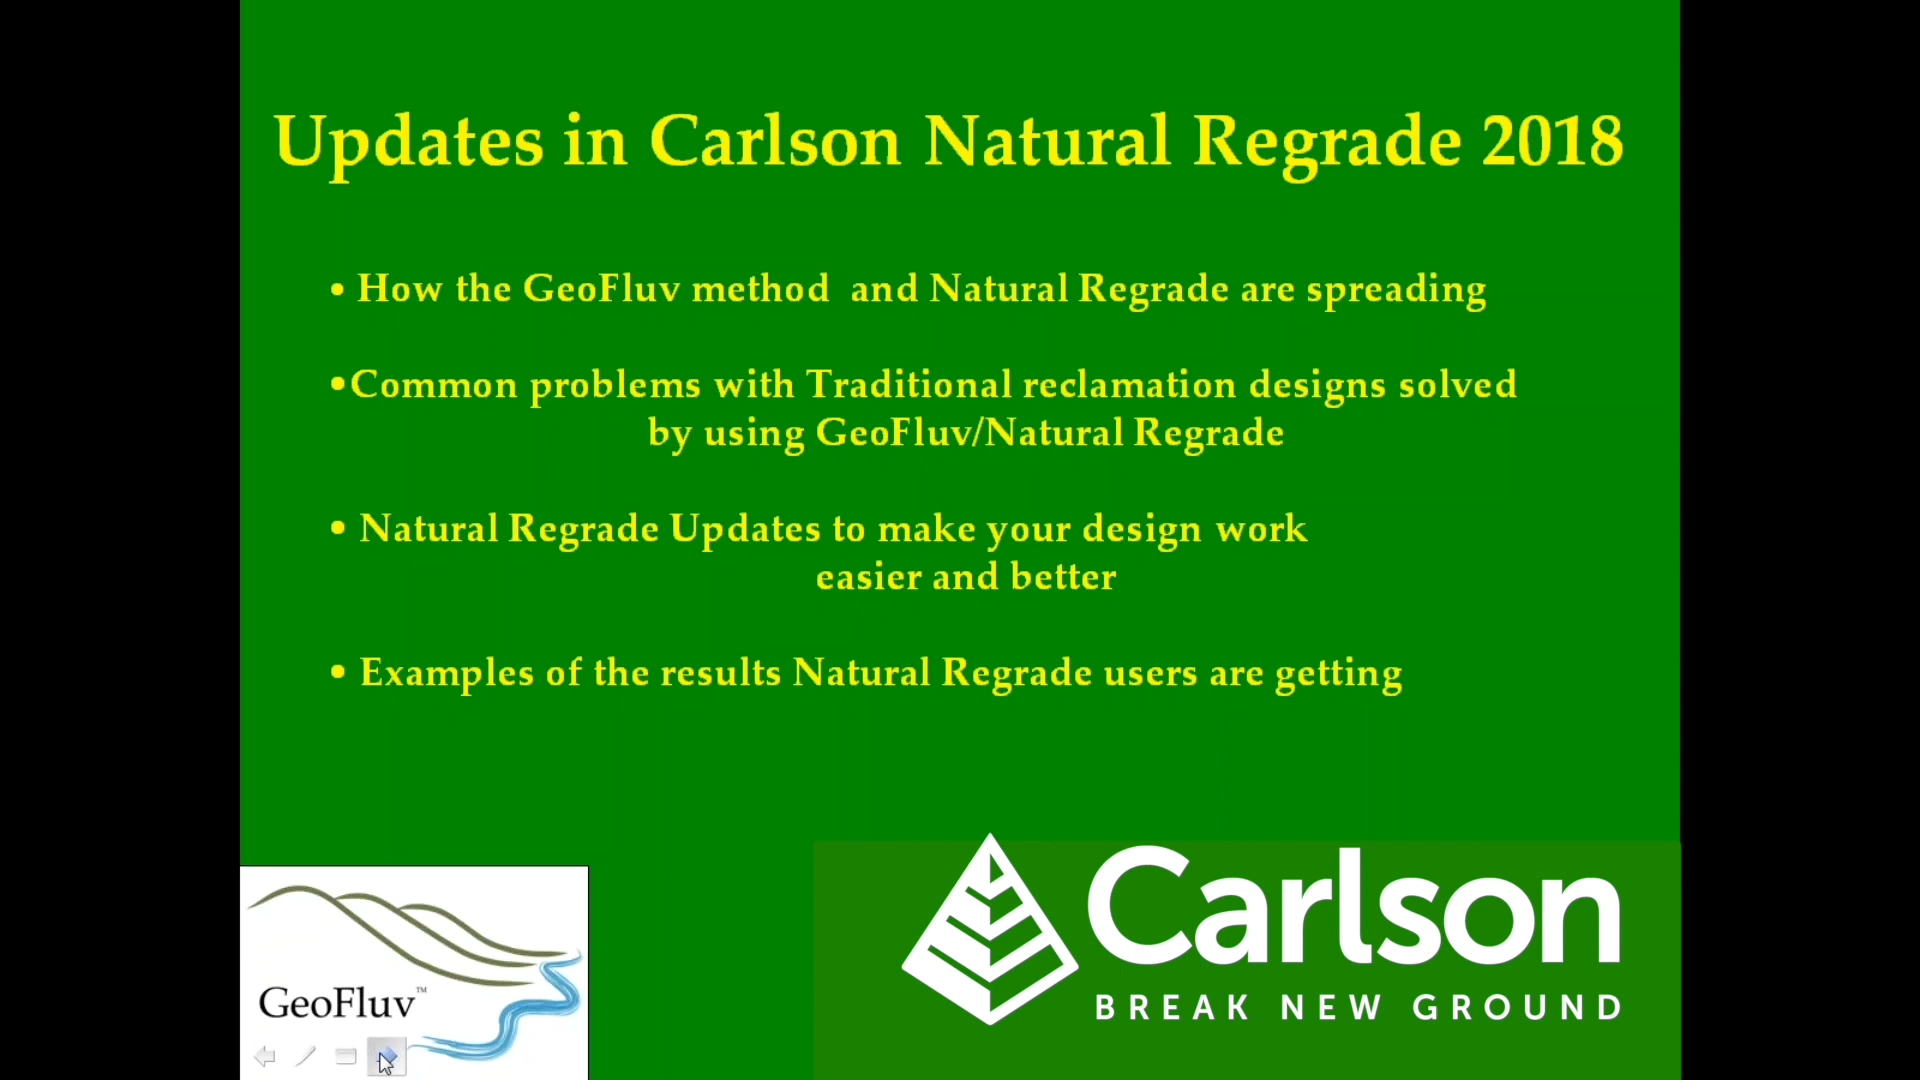 Updates in Carlson Natural Regrade 2018
• How the GeoFluv method and Natural Regrade are spreading
•Common problems with Traditional reclamation designs solved
by using GeoFluv/Natural Regrade
• Natural Regrade Updates to make your design work
easier and better
• Examples of the results Natural Regrade users are getting
GeoFluv™
Carlson
BREAK NEW GROUND